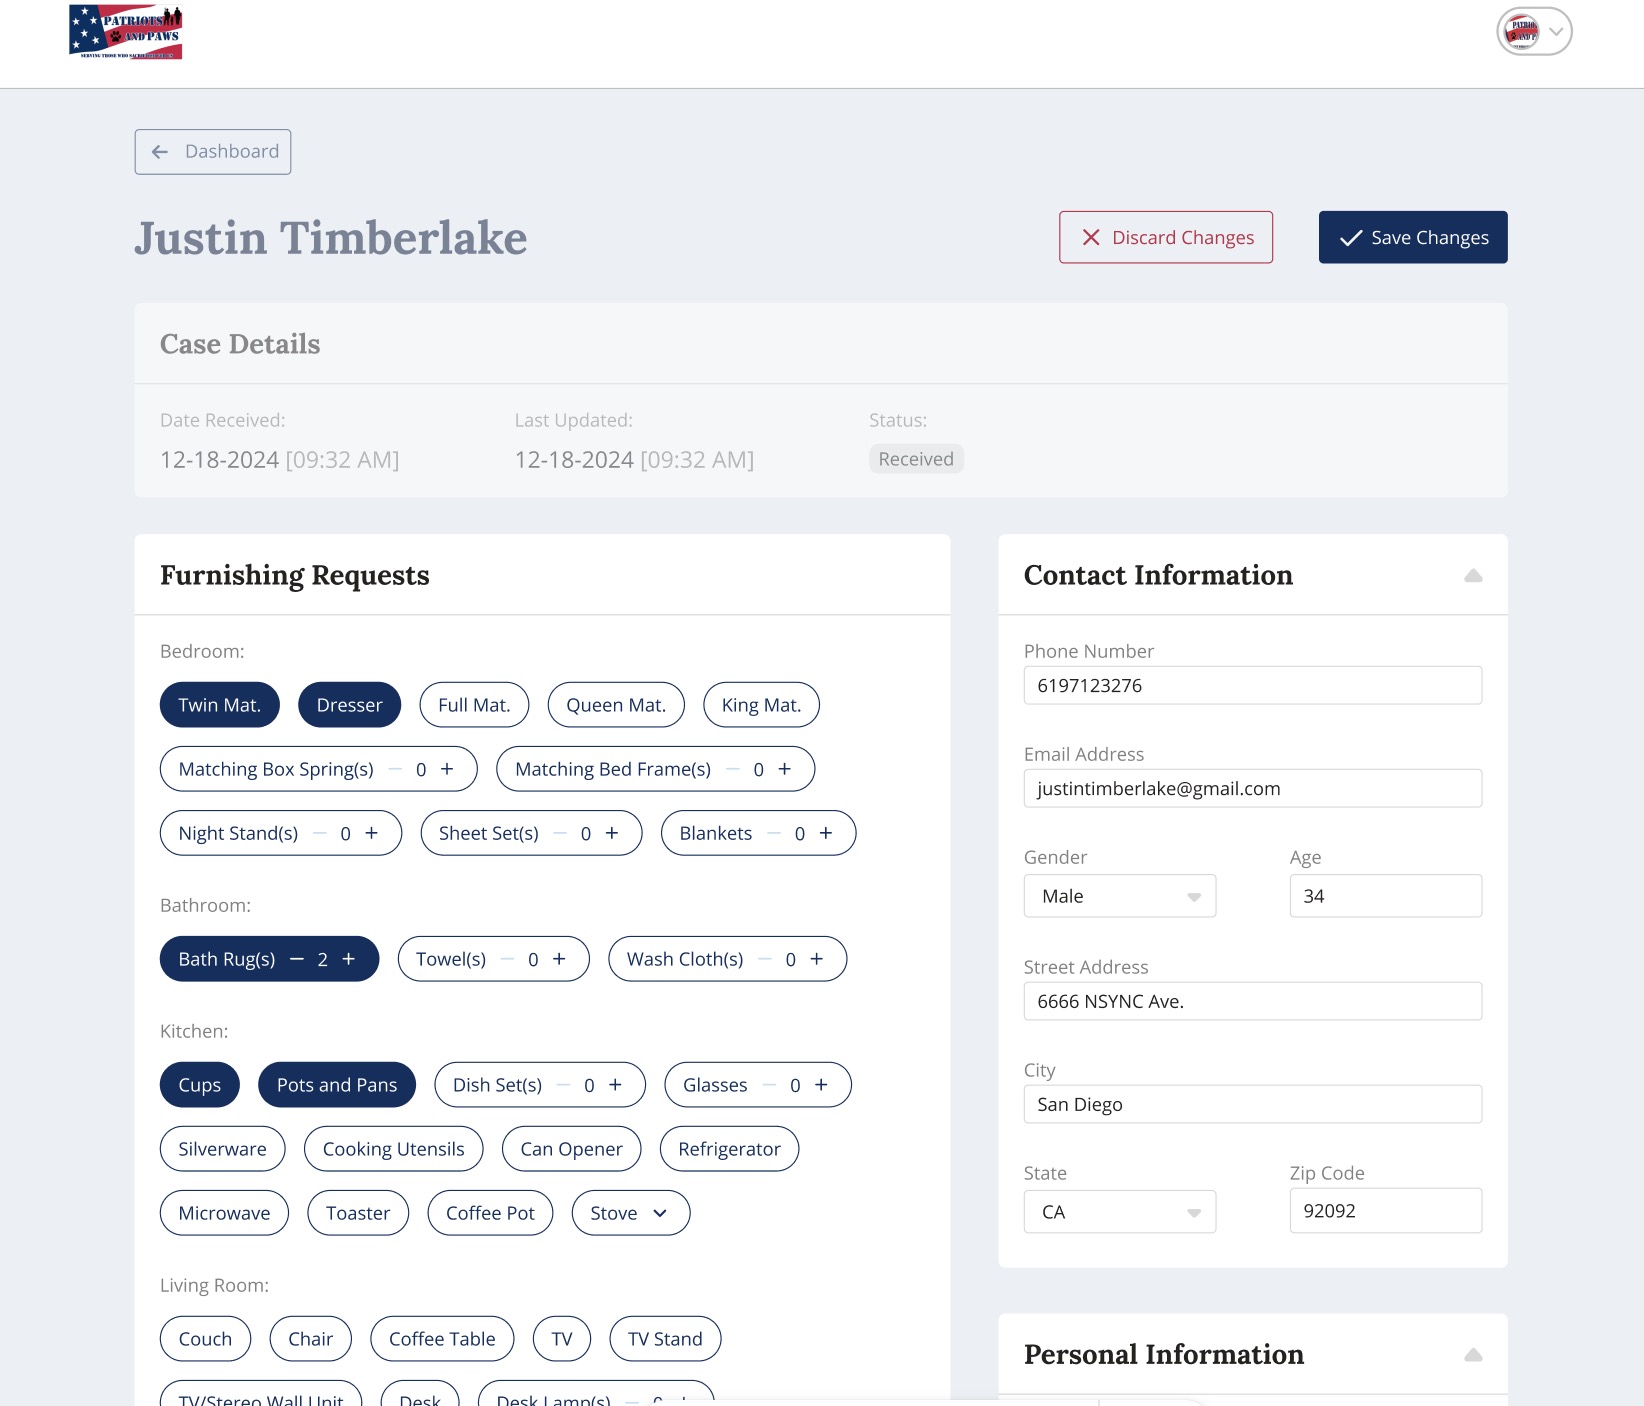 PATRIOTS
AND PAWS
Dashboard
Justin Timberlake
Discard Changes
Save Changes
Case Details
Date Received:
Last Updated:
Status:
12-18-2024 [09:32 AM]
12-18-2024 [09:32 AM]
Received
Furnishing Requests
Bedroom:
Twin Mat.
Dresser
Full Mat.
Queen Mat.
King Mat.
Matching Box Spring(s) — 0 +
Matching Bed Frame(s) — 0 +
Night Stand(s) — 0 +
Sheet Set(s) — 0 +
Blankets — 0 +
Bathroom:
Bath Rug(s) — 2 +
Towel(s) — 0 +
Wash Cloth(s) — 0 +
Kitchen:
Cups
Pots and Pans
Dish Set(s) — 0 +
Glasses — 0 +
Silverware
Cooking Utensils
Can Opener
Refrigerator
Microwave
Toaster
Coffee Pot
Stove
Living Room:
Couch
Chair
Coffee Table
TV
TV Stand
TV/Stereo Wall Unit
Desk
Desk Lamp(s)
Contact Information
Phone Number
6197123276
Email Address
justintimberlake@gmail.com
Gender
Age
Male
34
Street Address
6666 NSYNC Ave.
City
San Diego
State
Zip Code
CA
92092
Personal Information